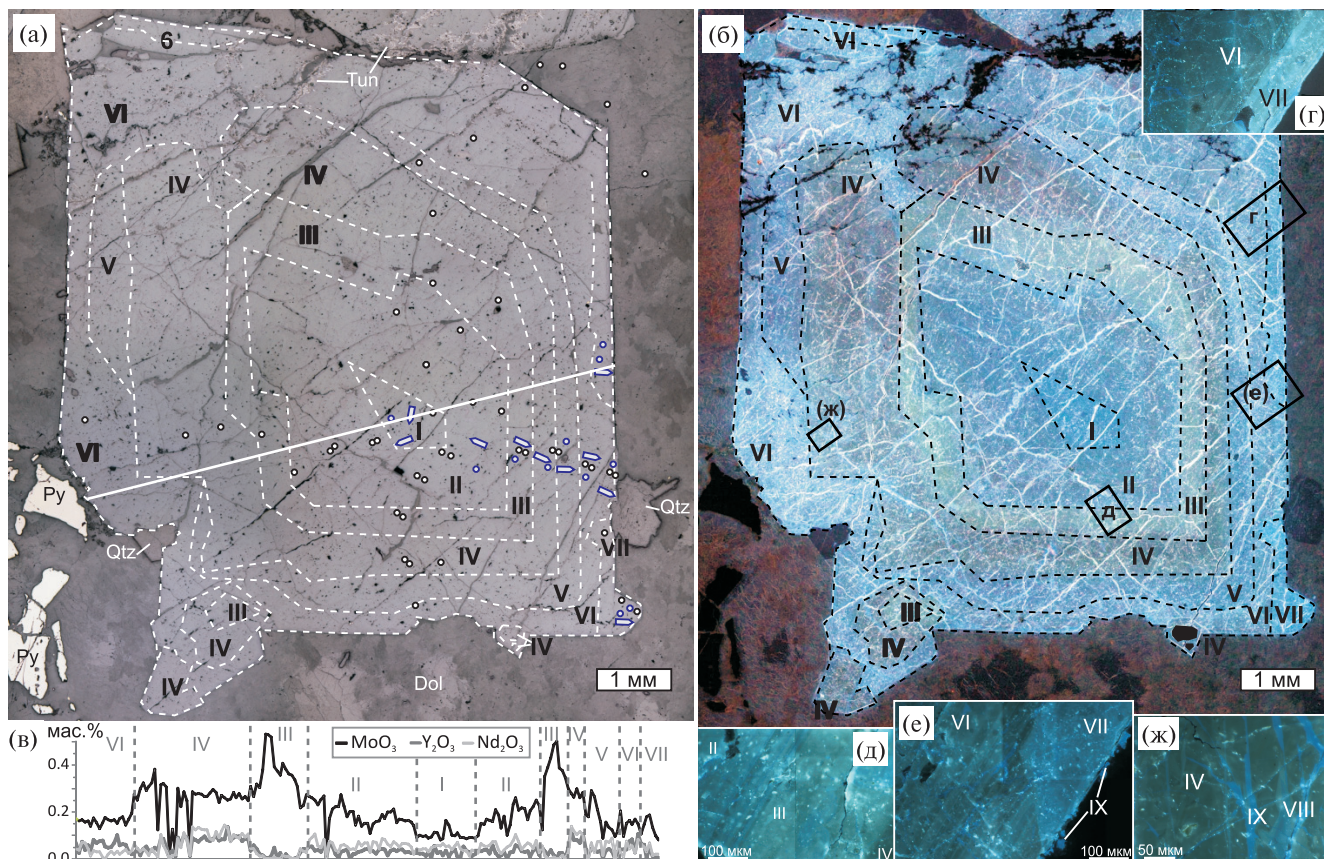 (а)
6
Tun
VI
IV
IV
III
V
I
VI
II
Py
III
Qtz
Qtz
VII
IV
V
III
VI
IV
IV
Py
IV
Dol
1 мм
(б)
VI
VI
IV
IV
III
V
г
(е)
(ж)
I
VI
II
д
III
IV
V
III
VI
VII
IV
IV
IV
1 мм
VI
VII
(г)
(в)
мас.%
VI
IV
III
II
I
II
III
IV
V
VI
VII
MoO₃
Y₂O₃
Nd₂O₃
0.4
0.2
0.0
II
(д)
III
IV
100 мкм
(е)
VI
VII
IX
100 мкм
(ж)
IV
IX
VIII
50 мкм